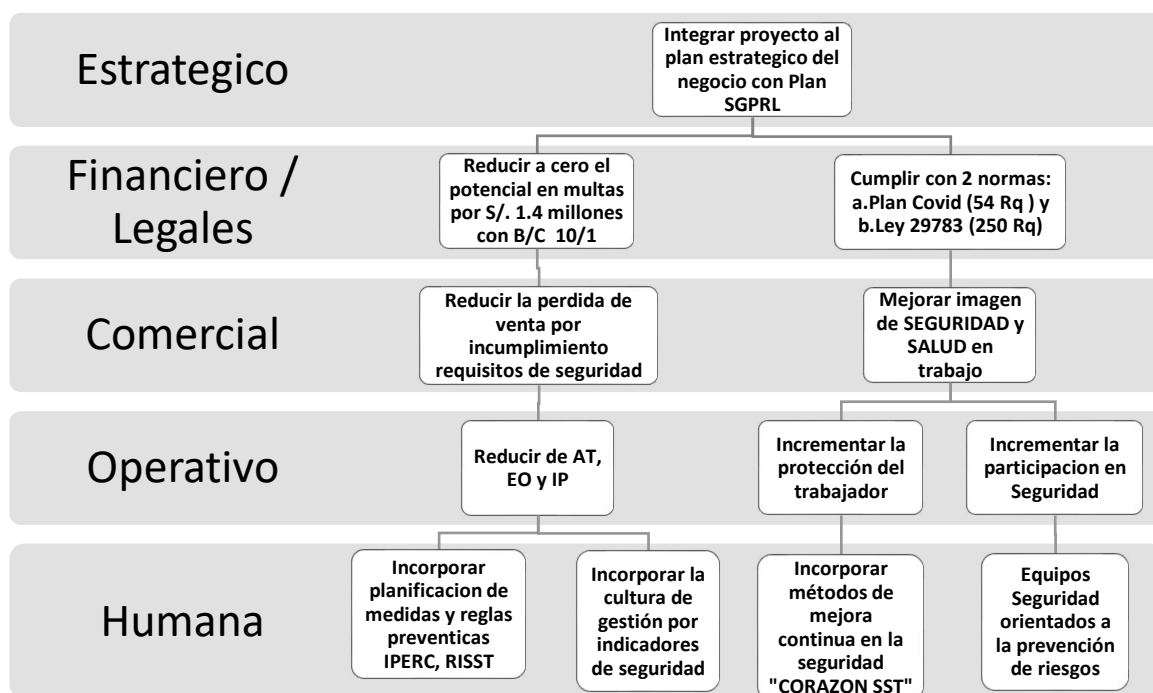 Estrategico
Integrar proyecto al
plan estrategico del
negocio con Plan
SGPRL
Financiero /
Legales
Reducir a cero el
potencial en multas
por S/. 1.4 millones
con B/C 10/1
Cumplir con 2 normas:
a.Plan Covid (54 Rq ) y
b.Ley 29783 (250 Rq)
Comercial
Reducir la perdida de
venta por
incumplimiento
requisitos de seguridad
Mejorar imagen
de SEGURIDAD y
SALUD en
trabajo
Operativo
Reducir de AT,
EO y IP
Incrementar la
protección del
trabajador
Incrementar la
participacion en
Seguridad
Humana
Incorporar
planificacion de
medidas y reglas
preventicas
IPERC, RISST
Incorporar la
cultura de
gestión por
indicadores
de seguridad
Incorporar
métodos de
mejora
continua en la
seguridad
"CORAZON SST"
Equipos
Seguridad
orientados a
la prevención
de riesgos